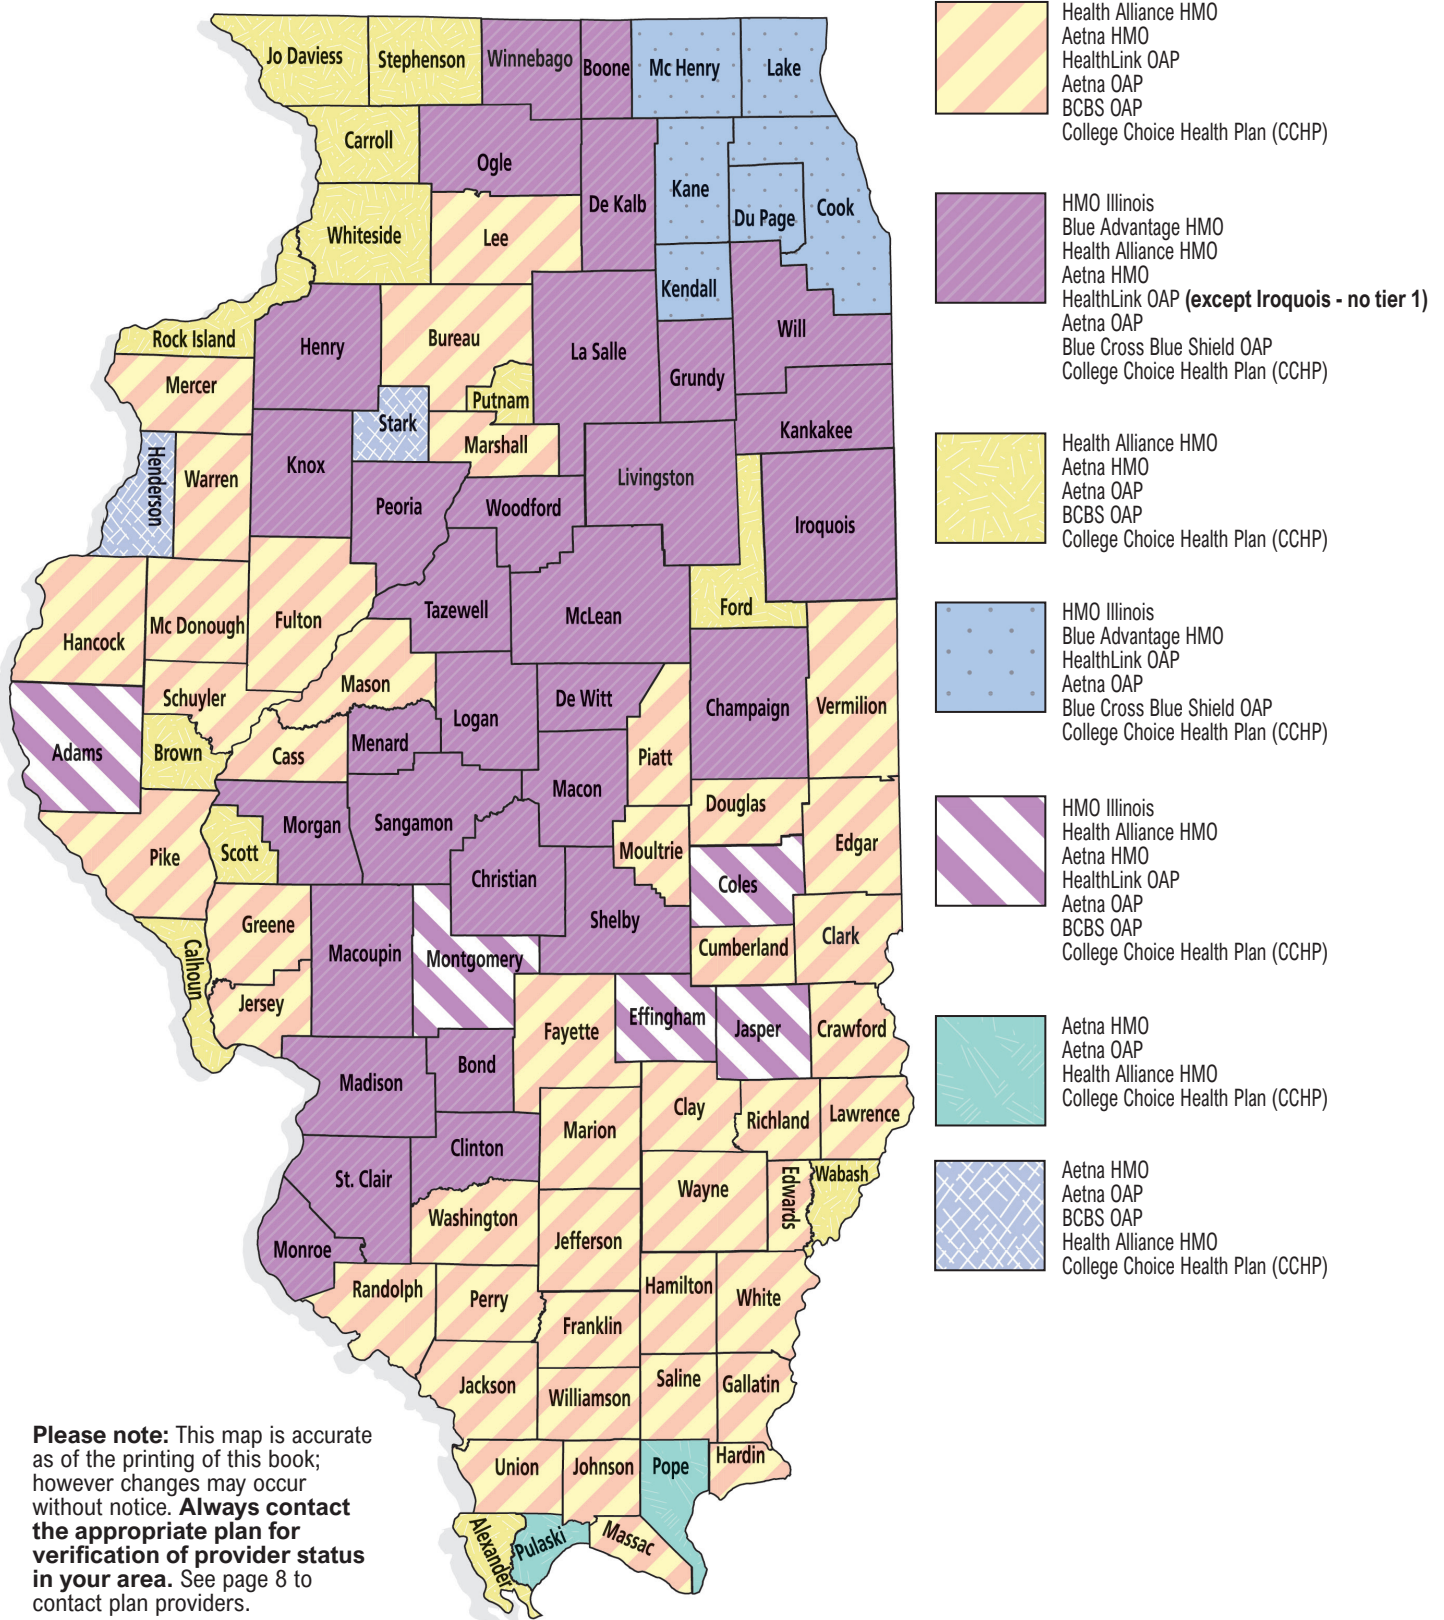 Jo Daviess
Stephenson
Winnebago
Boone
Mc Henry
Lake
Carroll
Ogle
De Kalb
Kane
Du Page
Cook
Whiteside
Lee
Kendall
Rock Island
Henry
Bureau
La Salle
Will
Mercer
Putnam
Grundy
Stark
Marshall
Kankakee
Henderson
Warren
Knox
Peoria
Woodford
Livingston
Iroquois
Hancock
Mc Donough
Fulton
Tazewell
McLean
Ford
Schuyler
Mason
Logan
De Witt
Champaign
Vermilion
Adams
Brown
Cass
Menard
Piatt
Macon
Douglas
Pike
Scott
Morgan
Sangamon
Moultrie
Edgar
Christian
Coles
Greene
Macoupin
Montgomery
Shelby
Cumberland
Clark
Calhoun
Jersey
Fayette
Effingham
Jasper
Crawford
Madison
Bond
Clay
Richland
Lawrence
Marion
Clinton
St. Clair
Wayne
Edwards
Wabash
Washington
Jefferson
Monroe
Randolph
Perry
Hamilton
White
Franklin
Jackson
Williamson
Saline
Gallatin
Union
Johnson
Pope
Hardin
Alexander
Pulaski
Massac
Health Alliance HMO
Aetna HMO
HealthLink OAP
Aetna OAP
BCBS OAP
College Choice Health Plan (CCHP)
HMO Illinois
Blue Advantage HMO
Health Alliance HMO
Aetna HMO
HealthLink OAP (except Iroquois - no tier 1)
Aetna OAP
Blue Cross Blue Shield OAP
College Choice Health Plan (CCHP)
Health Alliance HMO
Aetna HMO
Aetna OAP
BCBS OAP
College Choice Health Plan (CCHP)
HMO Illinois
Blue Advantage HMO
HealthLink OAP
Aetna OAP
Blue Cross Blue Shield OAP
College Choice Health Plan (CCHP)
HMO Illinois
Health Alliance HMO
Aetna HMO
HealthLink OAP
Aetna OAP
BCBS OAP
College Choice Health Plan (CCHP)
Aetna HMO
Aetna OAP
Health Alliance HMO
College Choice Health Plan (CCHP)
Aetna HMO
Aetna OAP
BCBS OAP
Health Alliance HMO
College Choice Health Plan (CCHP)
Please note: This map is accurate
as of the printing of this book;
however changes may occur
without notice. Always contact
the appropriate plan for
verification of provider status
in your area. See page 8 to
contact plan providers.